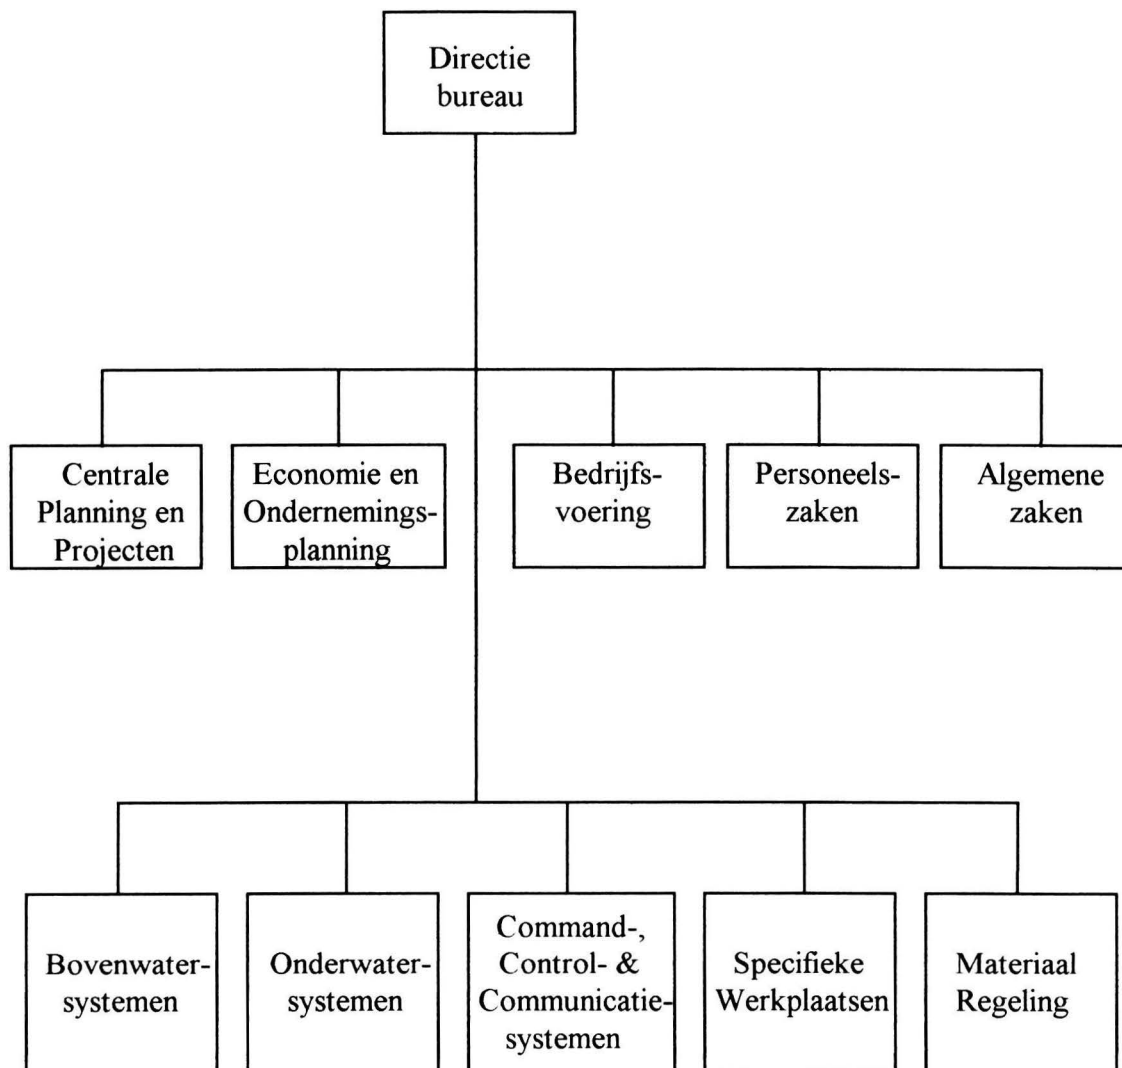 Directie
bureau
Centrale
Planning en
Projecten
Economie en
Ondernemings-
planning
Bedrijfs-
voering
Personeels-
zaken
Algemene
zaken
Bovenwater-
systemen
Onderwater-
systemen
Command-,
Control- &
Communicatie-
systemen
Specifieke
Werkplaatsen
Materiaal
Regeling